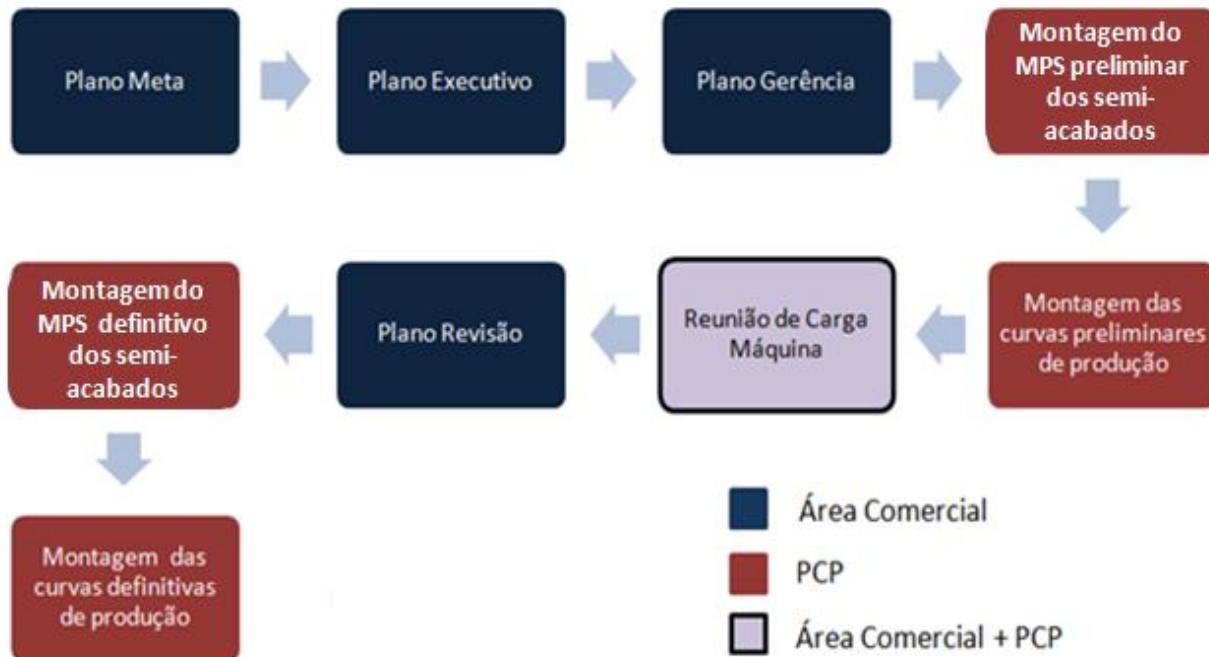 Plano Meta
Plano Executivo
Plano Gerência
Montagem do
MPS preliminar
dos semi-
acabados
Montagem das
curvas preliminares
de produção
Reunião de Carga
Máquina
Plano Revisão
Montagem do
MPS definitivo
dos semi-
acabados
Montagem das
curvas definitivas
de produção
Área Comercial
PCP
Área Comercial + PCP